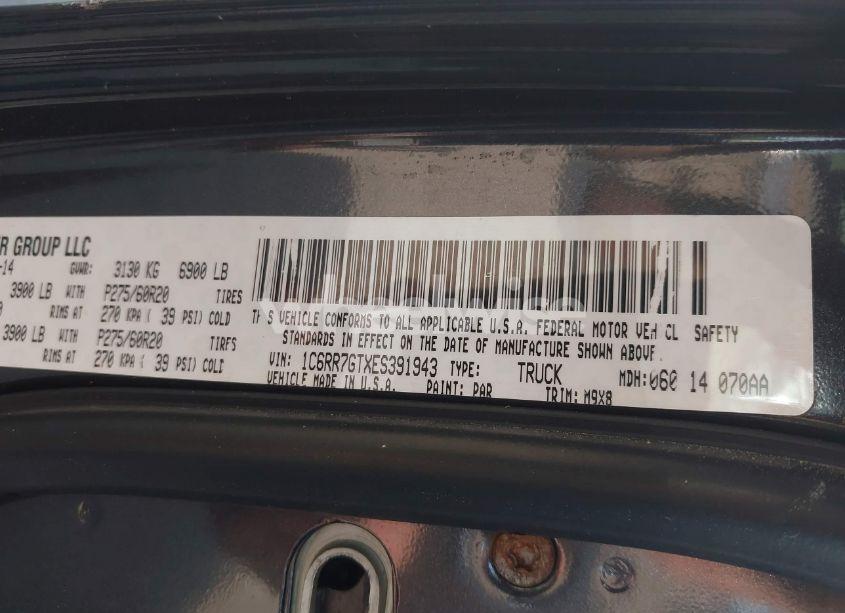 R GROUP LLC
-14 GVWR: 3130 KG 6900 LB
3900 LB WITH P275/60R20 TIRES
RIMS AT 270 KPA ( 39 PSI) COLD
3900 LB WITH P275/60R20 TIRES
RIMS AT 270 KPA ( 39 PSI) COLD
TH S VEHICLE CONFORMS TO ALL APPLICABLE U.S.A. FEDERAL MOTOR VEH CL SAFETY
STANDARDS IN EFFECT ON THE DATE OF MANUFACTURE SHOWN ABOVE.
VIN: 1C6RR7GTXES391943 TYPE: TRUCK MDH: 060 14 070AA
VEHICLE MADE IN U.S.A. PAINT: PAR TRIM: M9X8